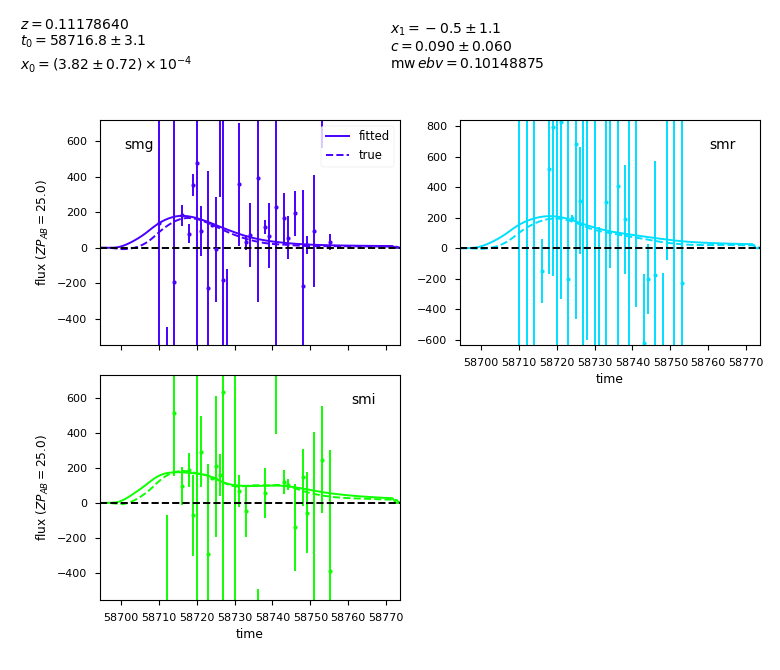 z = 0.11178640
t0 = 58716.8 ± 3.1
x0 = (3.82 ± 0.72) × 10^−4
x1 = −0.5 ± 1.1
c = 0.090 ± 0.060
mw ebv = 0.10148875
smg
fitted
true
600
400
200
0
−200
−400
flux (ZP_AB = 25.0)
smr
800
600
400
200
0
−200
−400
−600
58700 58710 58720 58730 58740 58750 58760 58770
time
smi
600
400
200
0
−200
−400
flux (ZP_AB = 25.0)
58700 58710 58720 58730 58740 58750 58760 58770
time